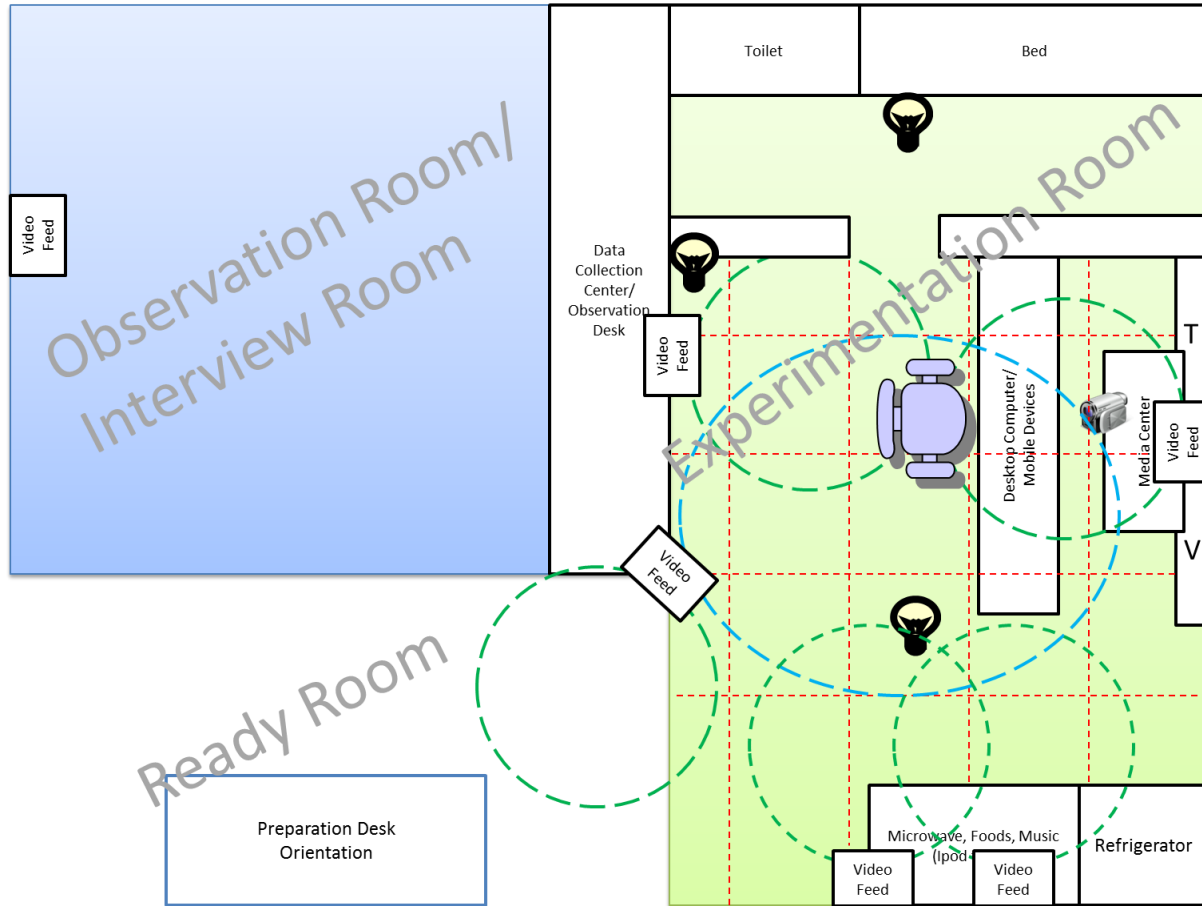 Toilet
Bed
Observation Room/
Interview Room
Video
Feed
Data
Collection
Center/
Observation
Desk
Experimentation Room
Video
Feed
Desktop Computer/
Mobile Devices
T
Media Center
Video
Feed
V
Video
Feed
Ready Room
Preparation Desk
Orientation
Microwave, Foods, Music
(Ipod
Refrigerator
Video
Feed
Video
Feed